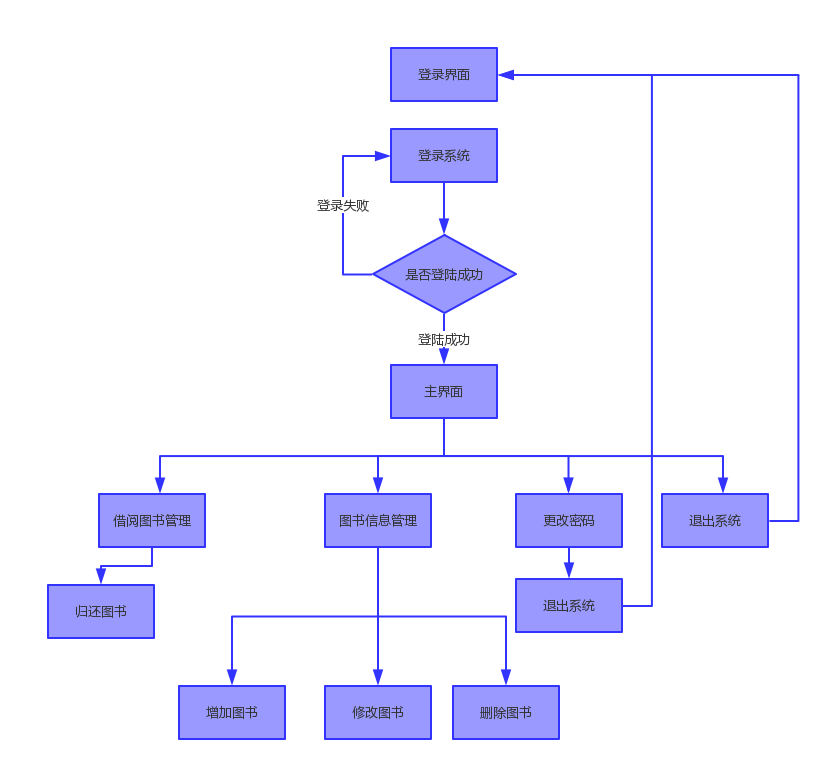 登录界面
登录系统
登录失败
是否登陆成功
登陆成功
主界面
借阅图书管理
图书信息管理
更改密码
退出系统
归还图书
退出系统
增加图书
修改图书
删除图书